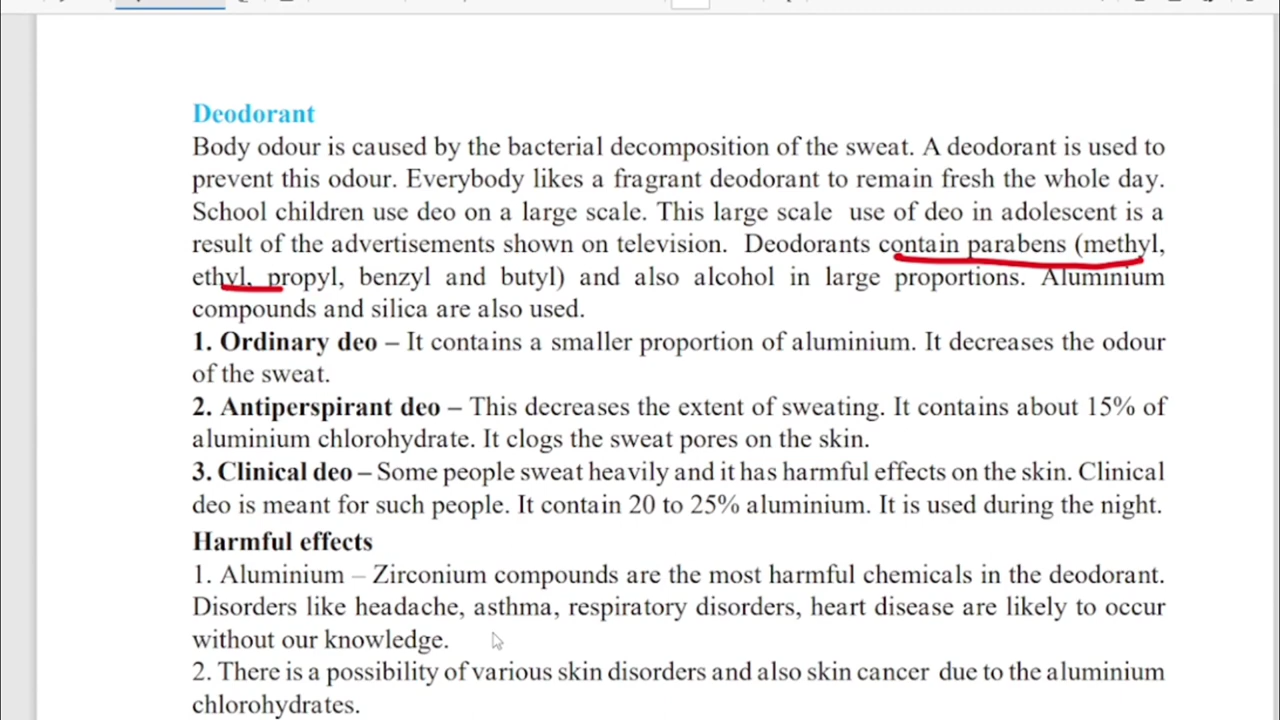 Deodorant
Body odour is caused by the bacterial decomposition of the sweat. A deodorant is used to
prevent this odour. Everybody likes a fragrant deodorant to remain fresh the whole day.
School children use deo on a large scale. This large scale use of deo in adolescent is a
result of the advertisements shown on television. Deodorants contain parabens (methyl,
ethyl, propyl, benzyl and butyl) and also alcohol in large proportions. Aluminium
compounds and silica are also used.
1. Ordinary deo – It contains a smaller proportion of aluminium. It decreases the odour
of the sweat.
2. Antiperspirant deo – This decreases the extent of sweating. It contains about 15% of
aluminium chlorohydrate. It clogs the sweat pores on the skin.
3. Clinical deo – Some people sweat heavily and it has harmful effects on the skin. Clinical
deo is meant for such people. It contain 20 to 25% aluminium. It is used during the night.
Harmful effects
1. Aluminium – Zirconium compounds are the most harmful chemicals in the deodorant.
Disorders like headache, asthma, respiratory disorders, heart disease are likely to occur
without our knowledge.
2. There is a possibility of various skin disorders and also skin cancer due to the aluminium
chlorohydrates.